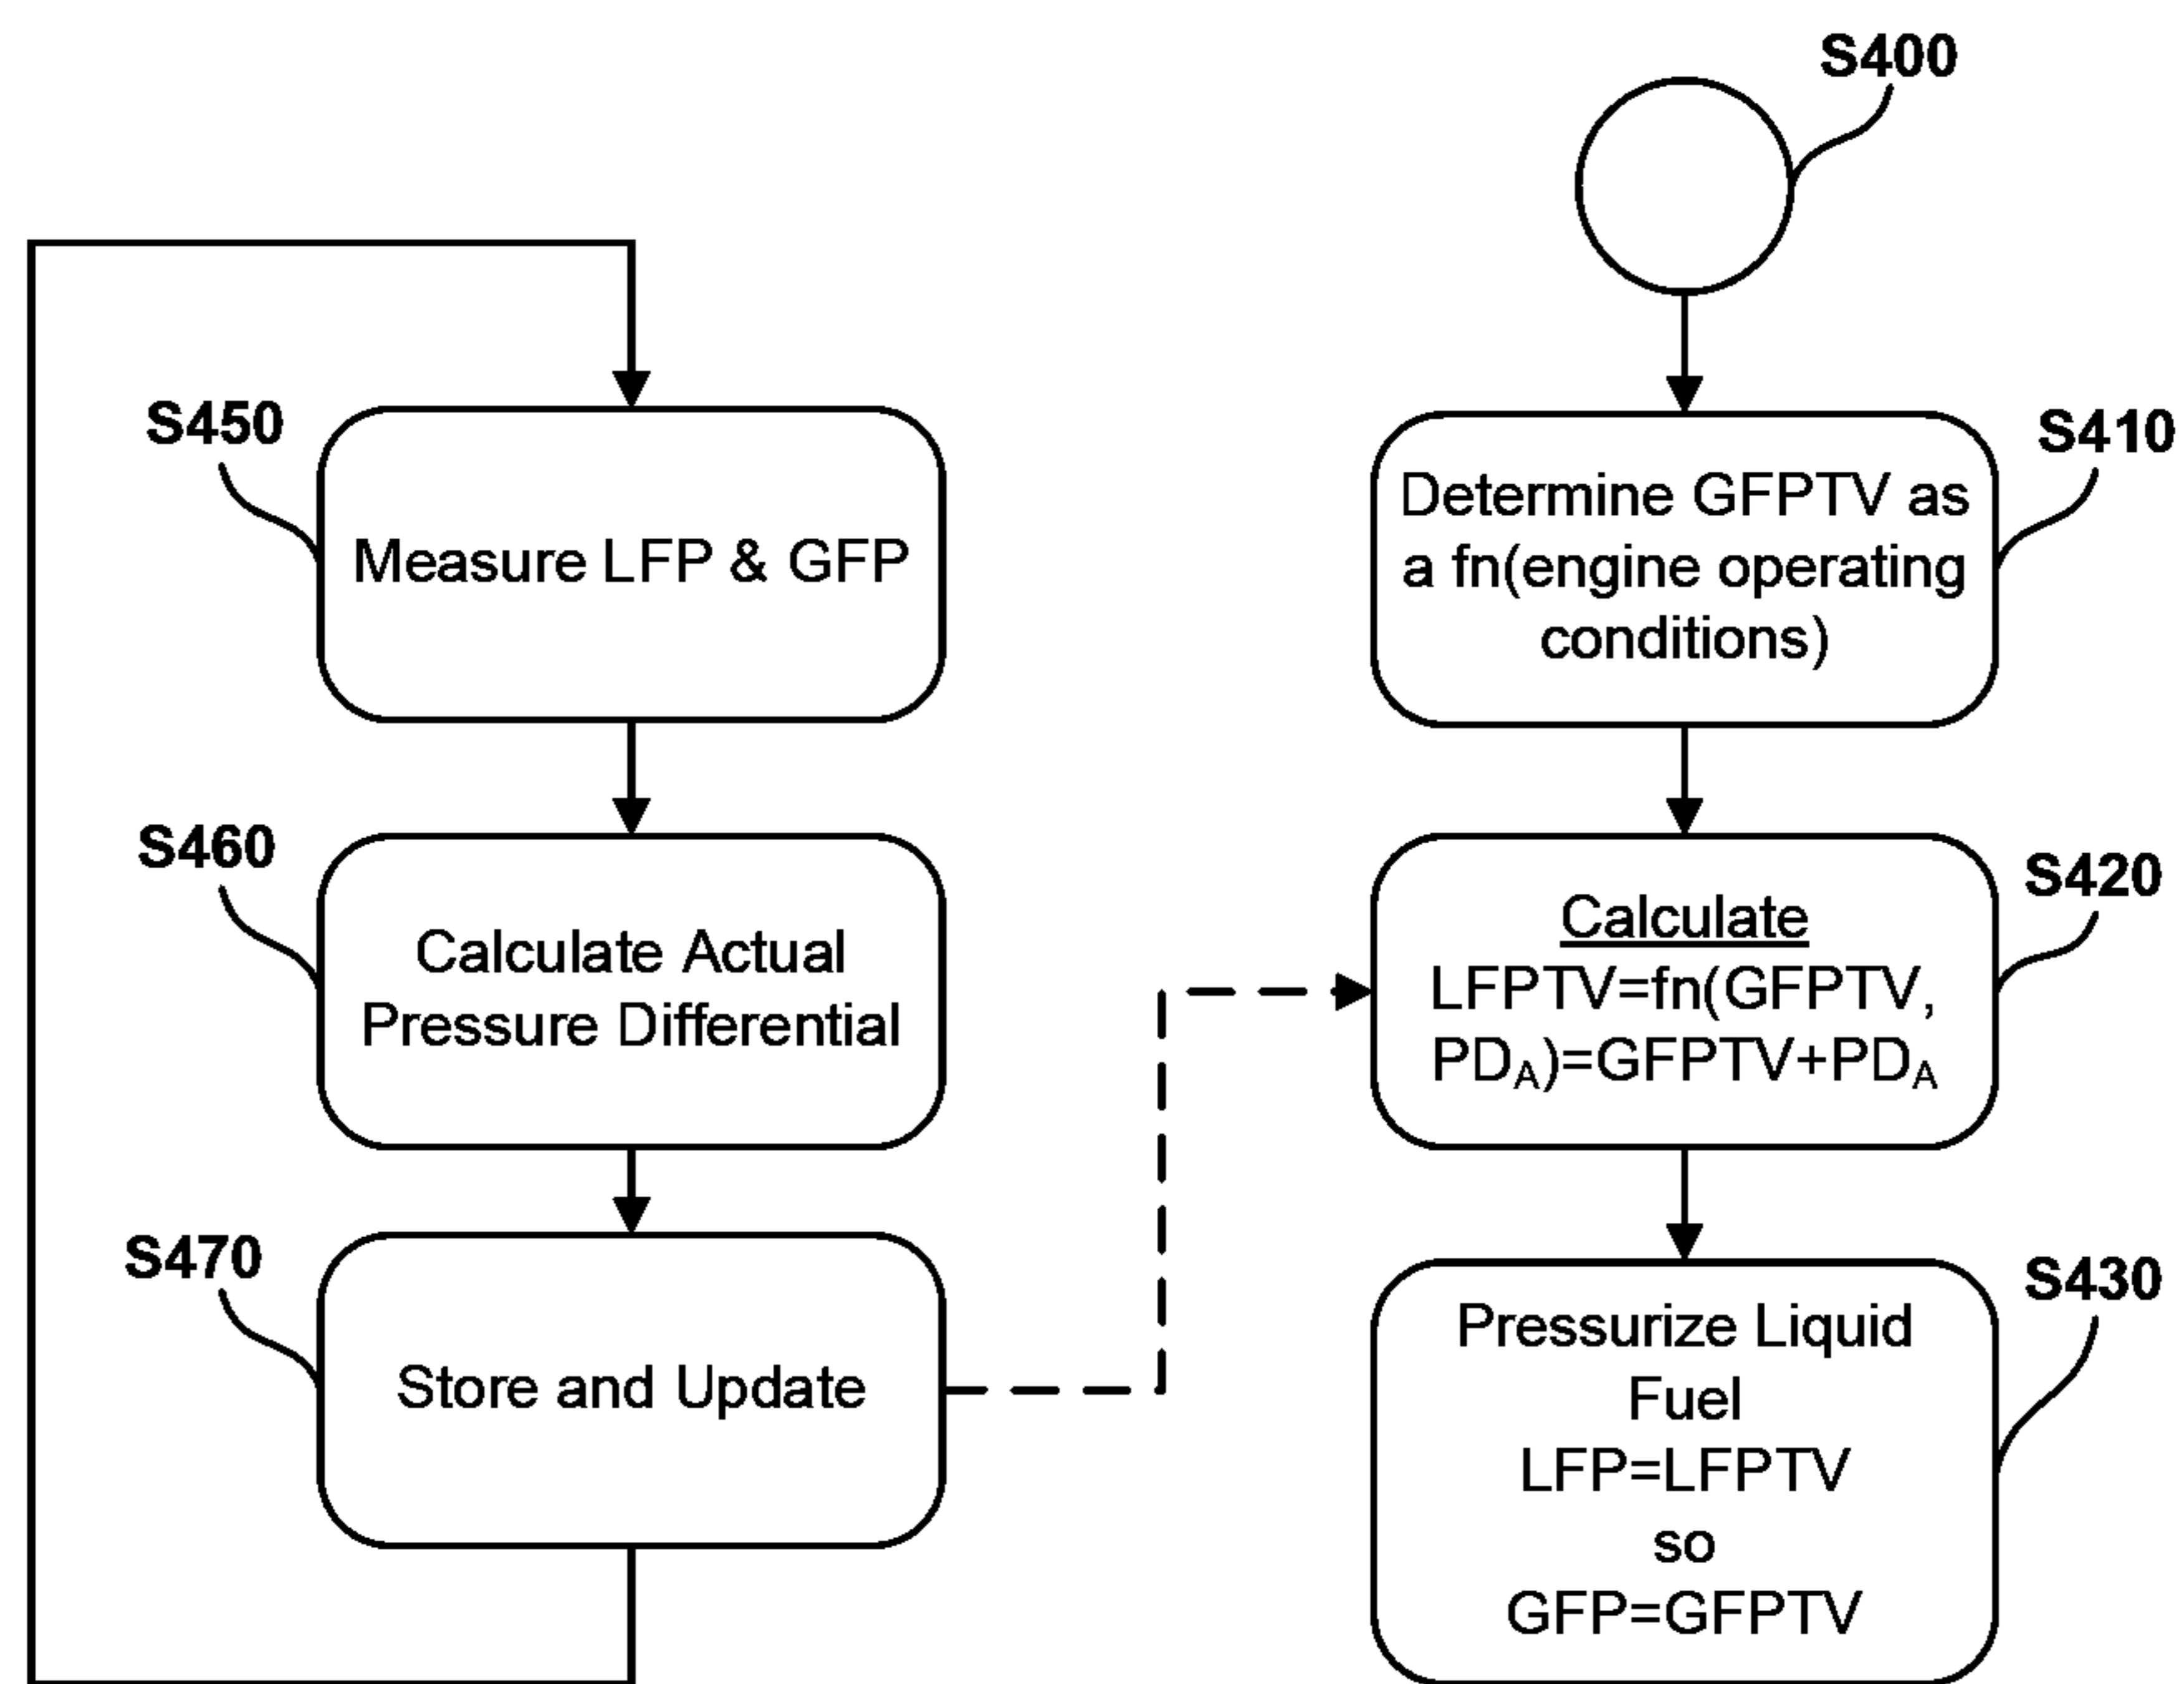 S400
S410
Determine GFPTV as
a fn(engine operating
conditions)
S420
Calculate
LFPTV=fn(GFPTV,
PDA)=GFPTV+PDA
S430
Pressurize Liquid
Fuel
LFP=LFPTV
so
GFP=GFPTV
S450
Measure LFP & GFP
S460
Calculate Actual
Pressure Differential
S470
Store and Update